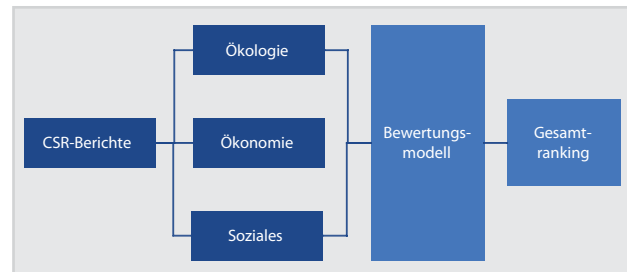 Ökologie
CSR-Berichte
Ökonomie
Soziales
Bewertungs-
modell
Gesamt-
ranking